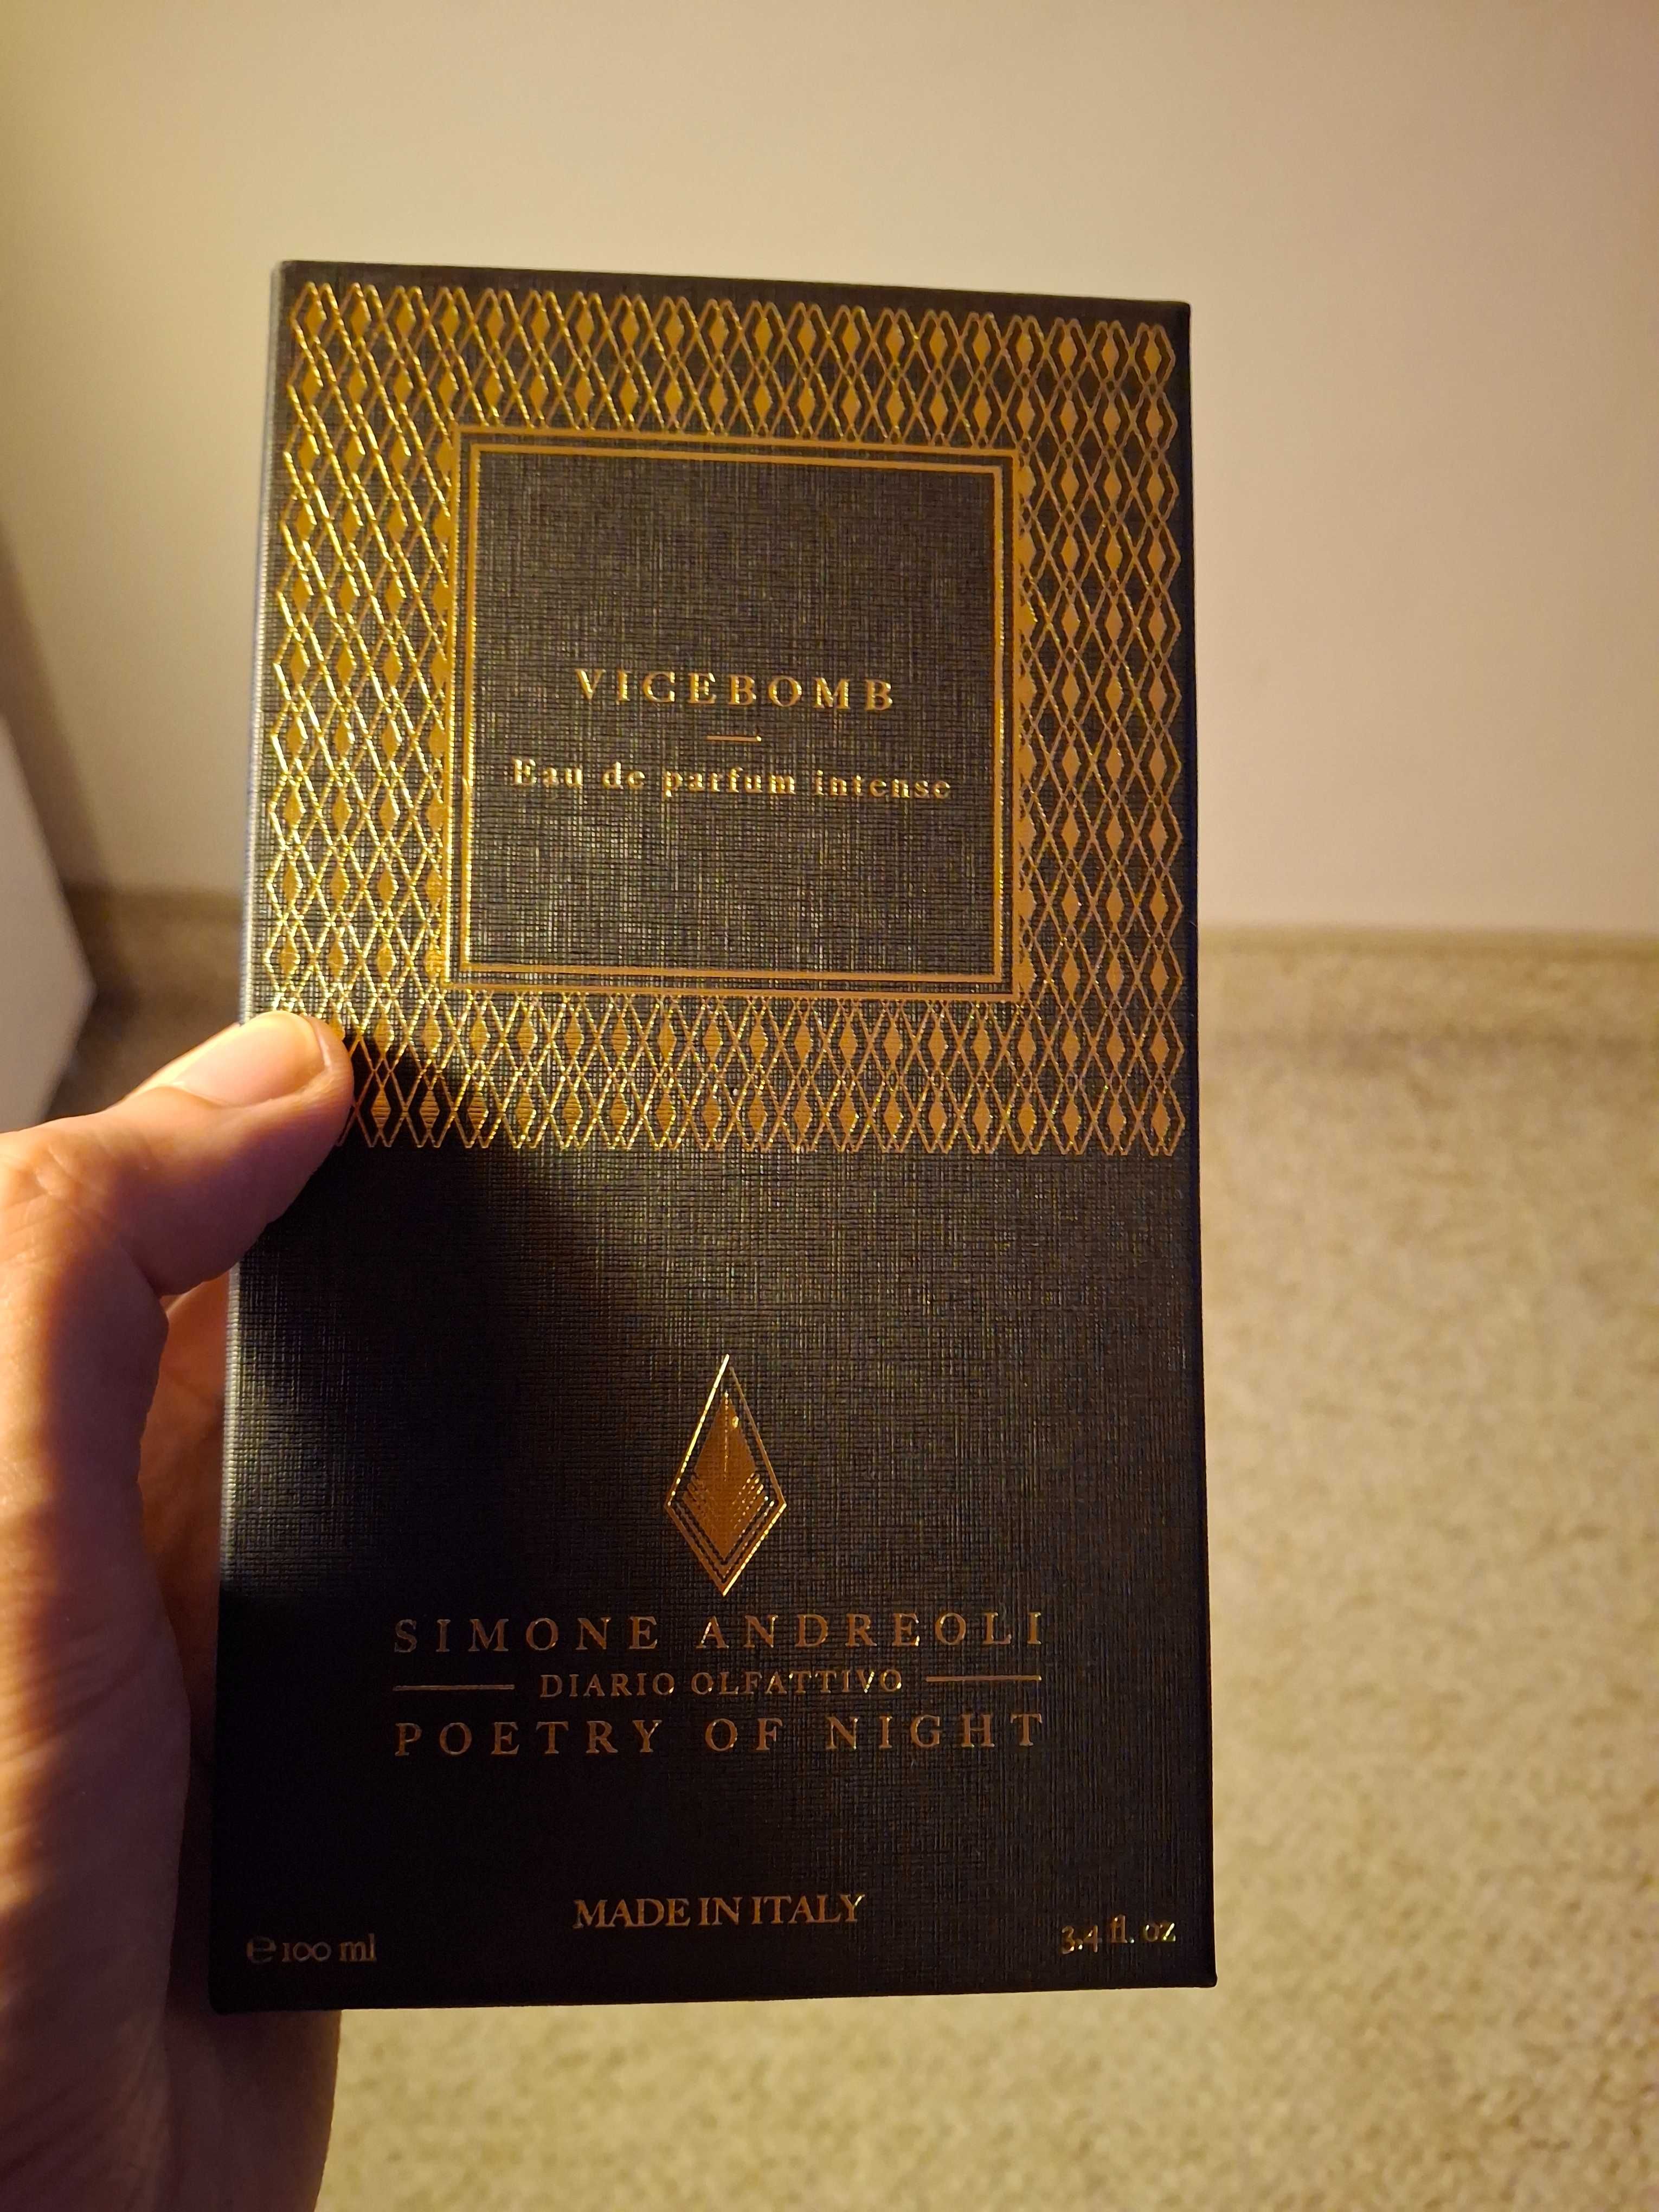 VICEBOMB
Eau de parfum intense
SIMONE ANDREOLI
DIARIO OLFATTIVO
POETRY OF NIGHT
MADE IN ITALY
℮ 100 ml
3.4 fl. oz